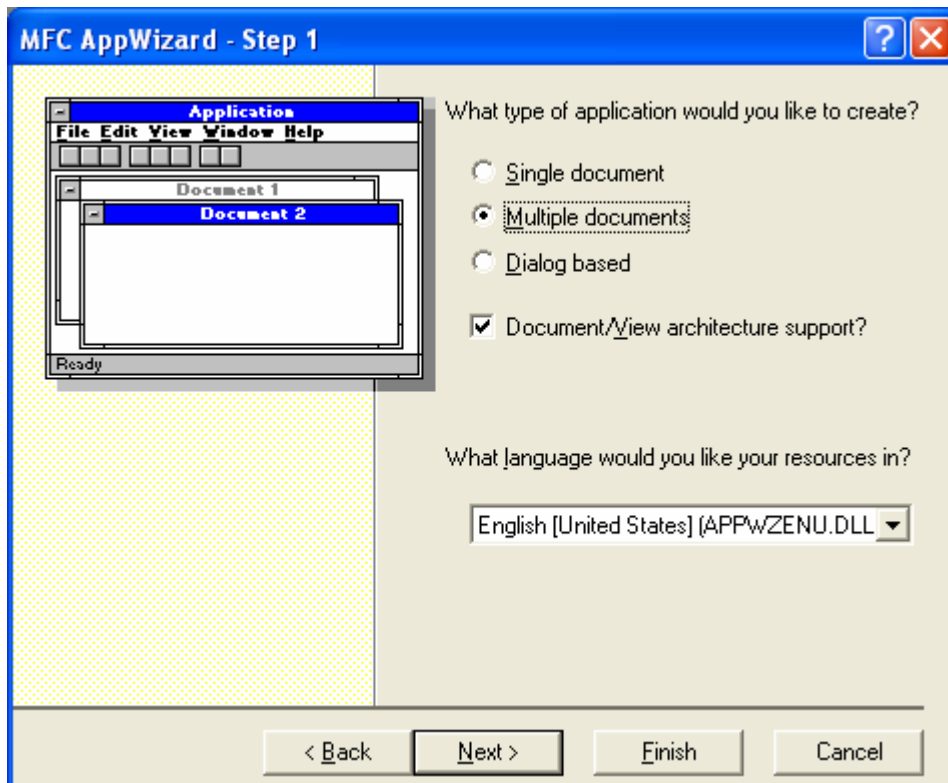 MFC AppWizard - Step 1
Application
File Edit View Window Help
Document 1
Document 2
Ready
What type of application would you like to create?
Single document
Multiple documents
Dialog based
Document/View architecture support?
What language would you like your resources in?
English [United States] (APPWZENU.DLL
< Back Next > Finish Cancel